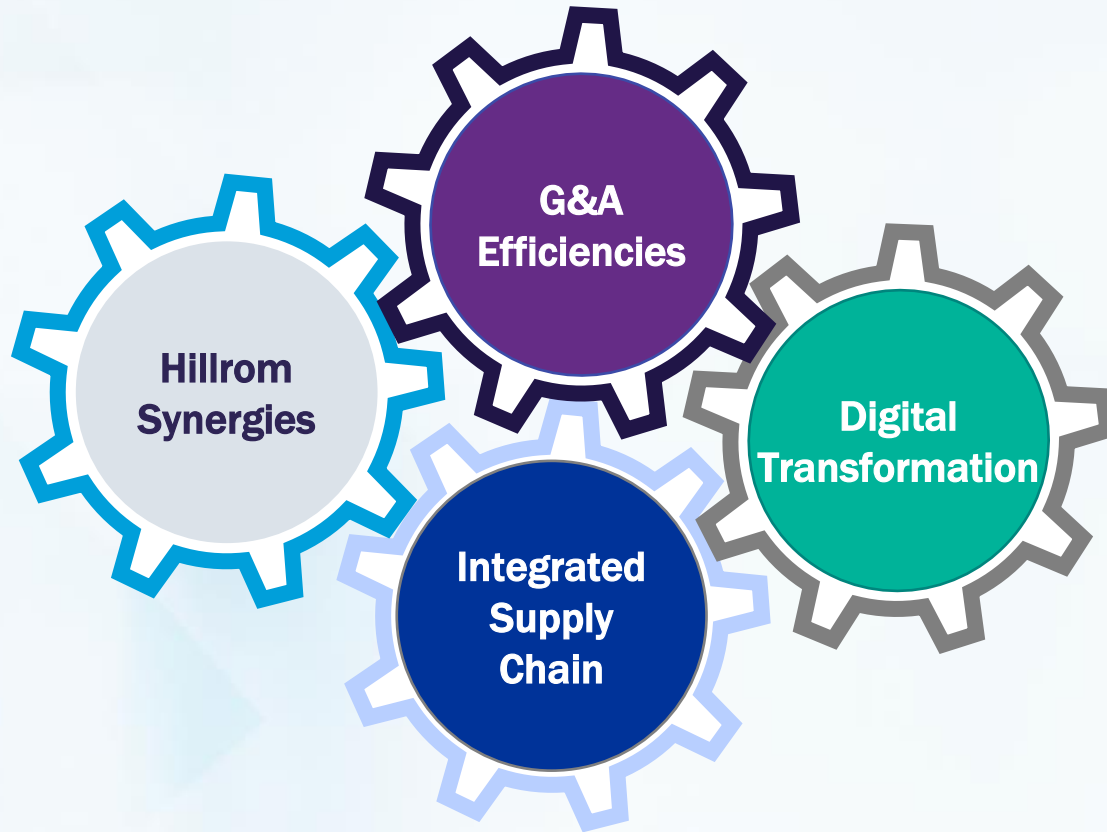 G&A
Efficiencies
Hillrom
Synergies
Digital
Transformation
Integrated
Supply
Chain